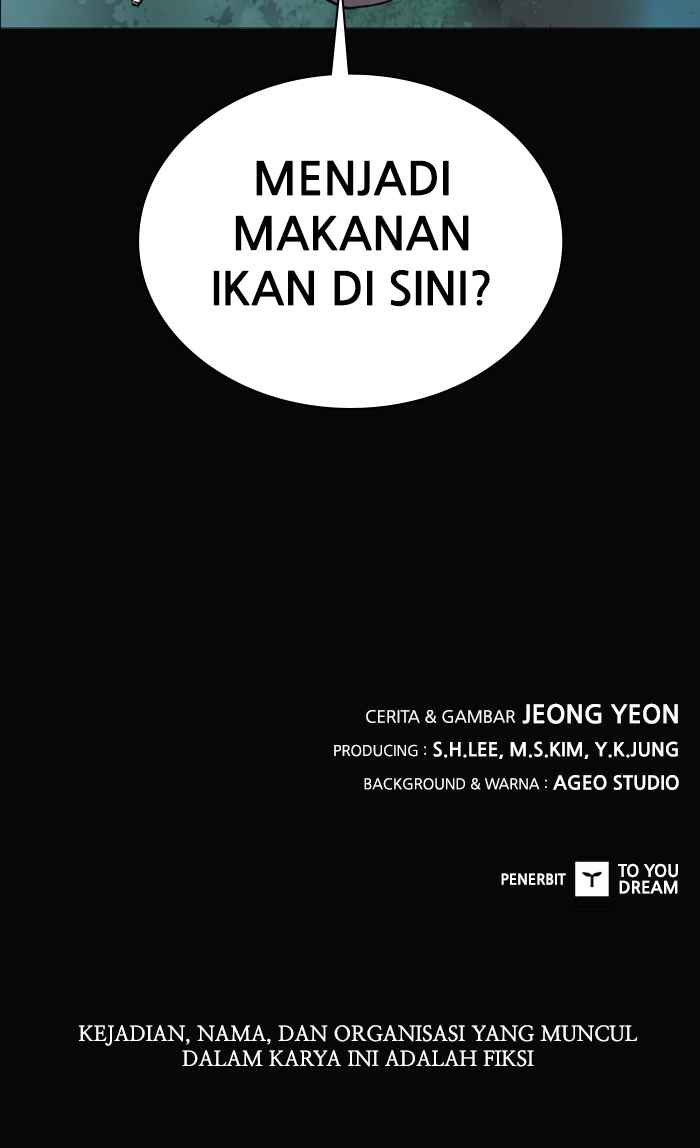 MENJADI
MAKANAN
IKAN DI SINI?
CERITA & GAMBAR JEONG YEON
PRODUCING : S.H.LEE, M.S.KIM, Y.K.JUNG
BACKGROUND & WARNA : AGEO STUDIO
PENERBIT TO YOU
DREAM
KEJADIAN, NAMA, DAN ORGANISASI YANG MUNCUL
DALAM KARYA INI ADALAH FIKSI